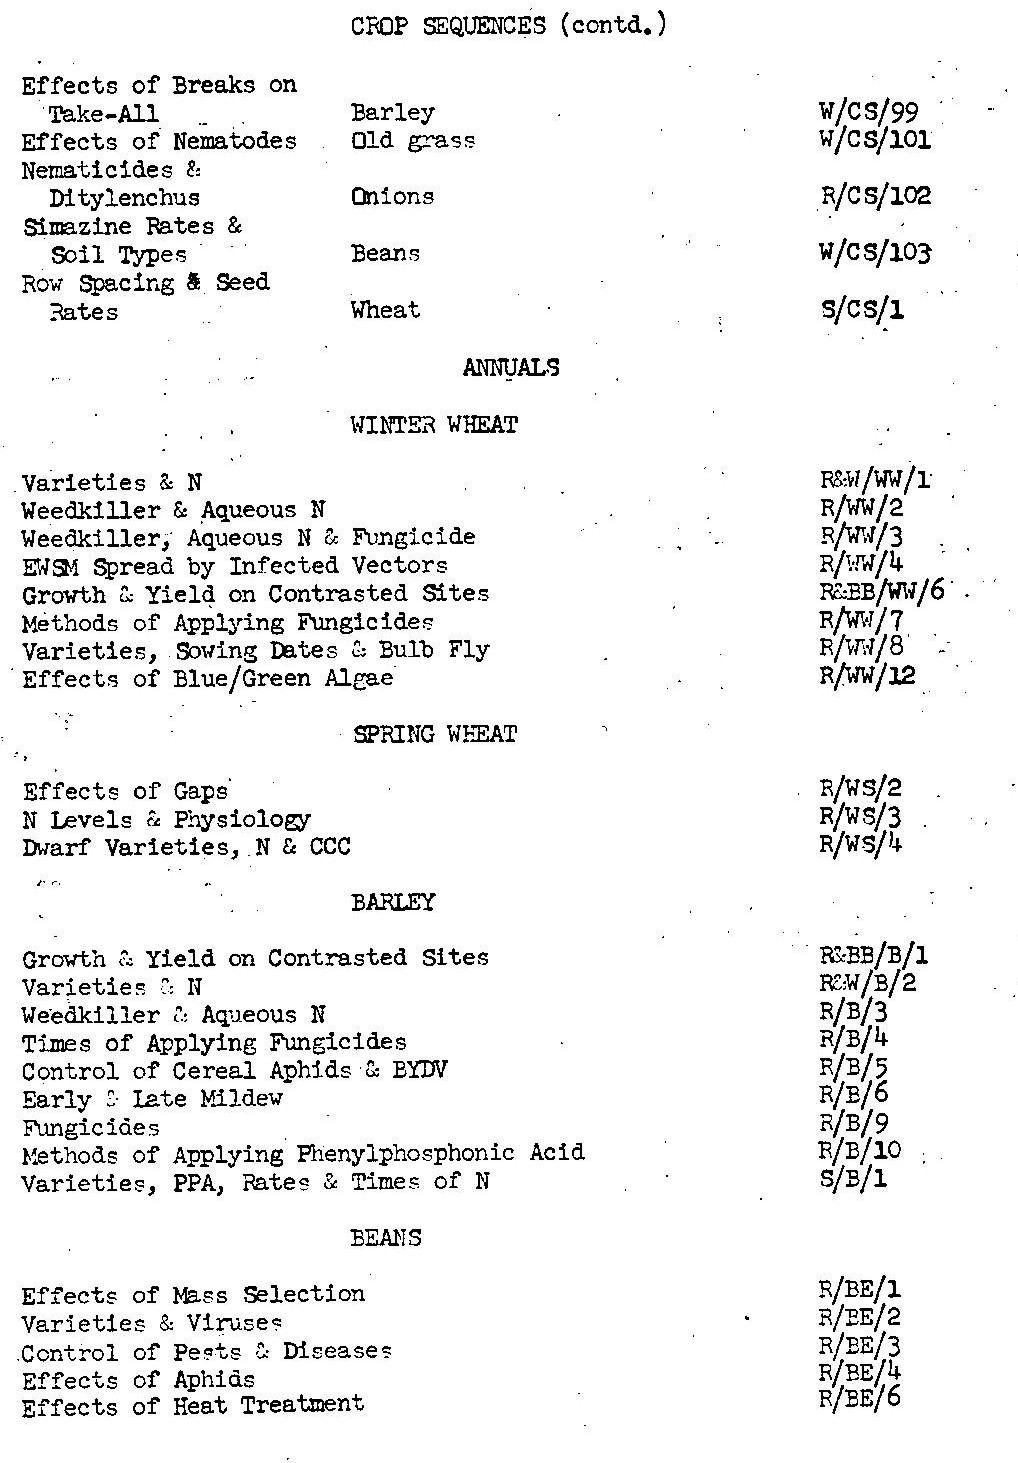 CROP SEQUENCES (contd.)
Effects of Breaks on
Take-All Barley W/CS/99
Effects of Nematodes Old grass W/CS/101
Nematicides &
Ditylenchus Onions R/CS/102
Simazine Rates &
Soil Types Beans W/CS/103
Row Spacing & Seed
Rates Wheat S/CS/1
ANNUALS
WINTER WHEAT
Varieties & N R&W/WW/1
Weedkiller & Aqueous N R/WW/2
Weedkiller, Aqueous N & Fungicide R/WW/3
EWSM Spread by Infected Vectors R/WW/4
Growth & Yield on Contrasted Sites R&BB/WW/6
Methods of Applying Fungicides R/WW/7
Varieties, Sowing Dates & Bulb Fly R/WW/8
Effects of Blue/Green Algae R/WW/12
SPRING WHEAT
Effects of Gaps R/WS/2
N Levels & Physiology R/WS/3
Dwarf Varieties, N & CCC R/WS/4
BARLEY
Growth & Yield on Contrasted Sites R&BB/B/1
Varieties & N R&W/B/2
Weedkiller & Aqueous N R/B/3
Times of Applying Fungicides R/B/4
Control of Cereal Aphids & BYDV R/B/5
Early & Late Mildew R/B/6
Fungicides R/B/9
Methods of Applying Phenylphosphonic Acid R/B/10
Varieties, PPA, Rates & Times of N S/B/1
BEANS
Effects of Mass Selection R/BE/1
Varieties & Viruses R/BE/2
Control of Pests & Diseases R/BE/3
Effects of Aphids R/BE/4
Effects of Heat Treatment R/BE/6